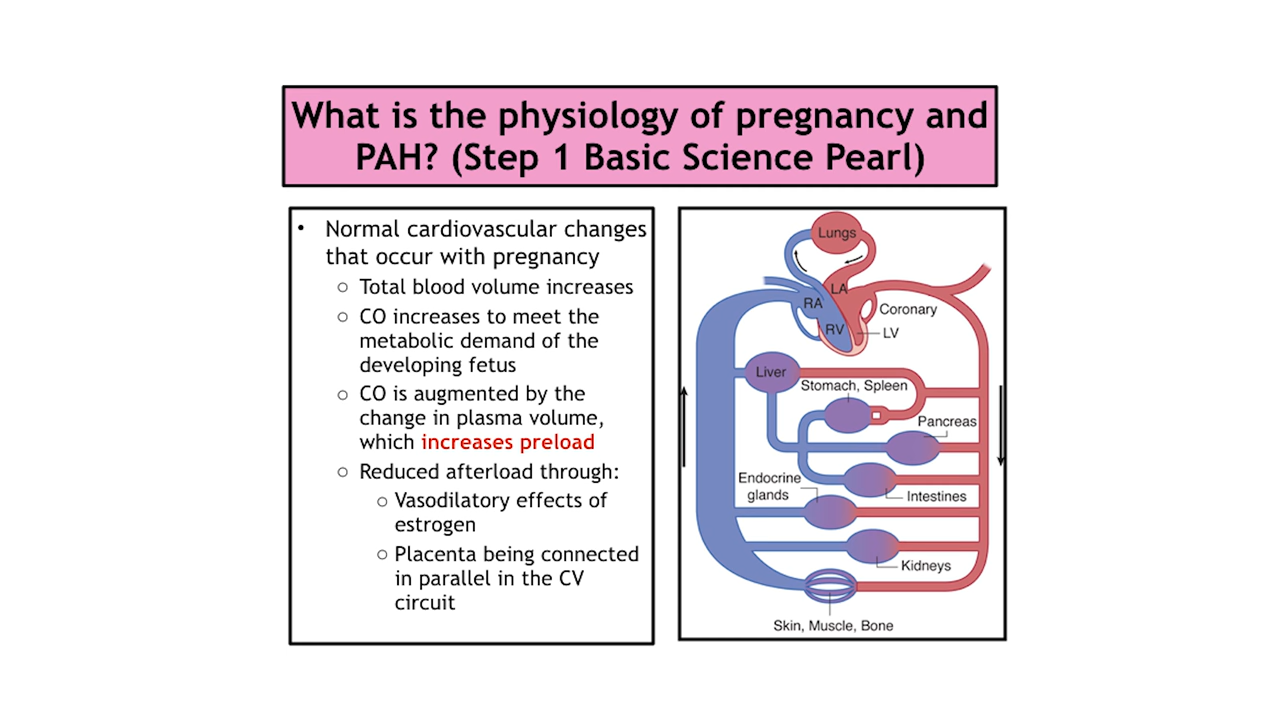 What is the physiology of pregnancy and
PAH? (Step 1 Basic Science Pearl)
• Normal cardiovascular changes
that occur with pregnancy
○ Total blood volume increases
○ CO increases to meet the
metabolic demand of the
developing fetus
○ CO is augmented by the
change in plasma volume,
which increases preload
○ Reduced afterload through:
○ Vasodilatory effects of
estrogen
○ Placenta being connected
in parallel in the CV
circuit
Lungs
LA
RA
Coronary
RV
LV
Liver
Stomach, Spleen
Pancreas
Endocrine
glands
Intestines
Kidneys
Skin, Muscle, Bone